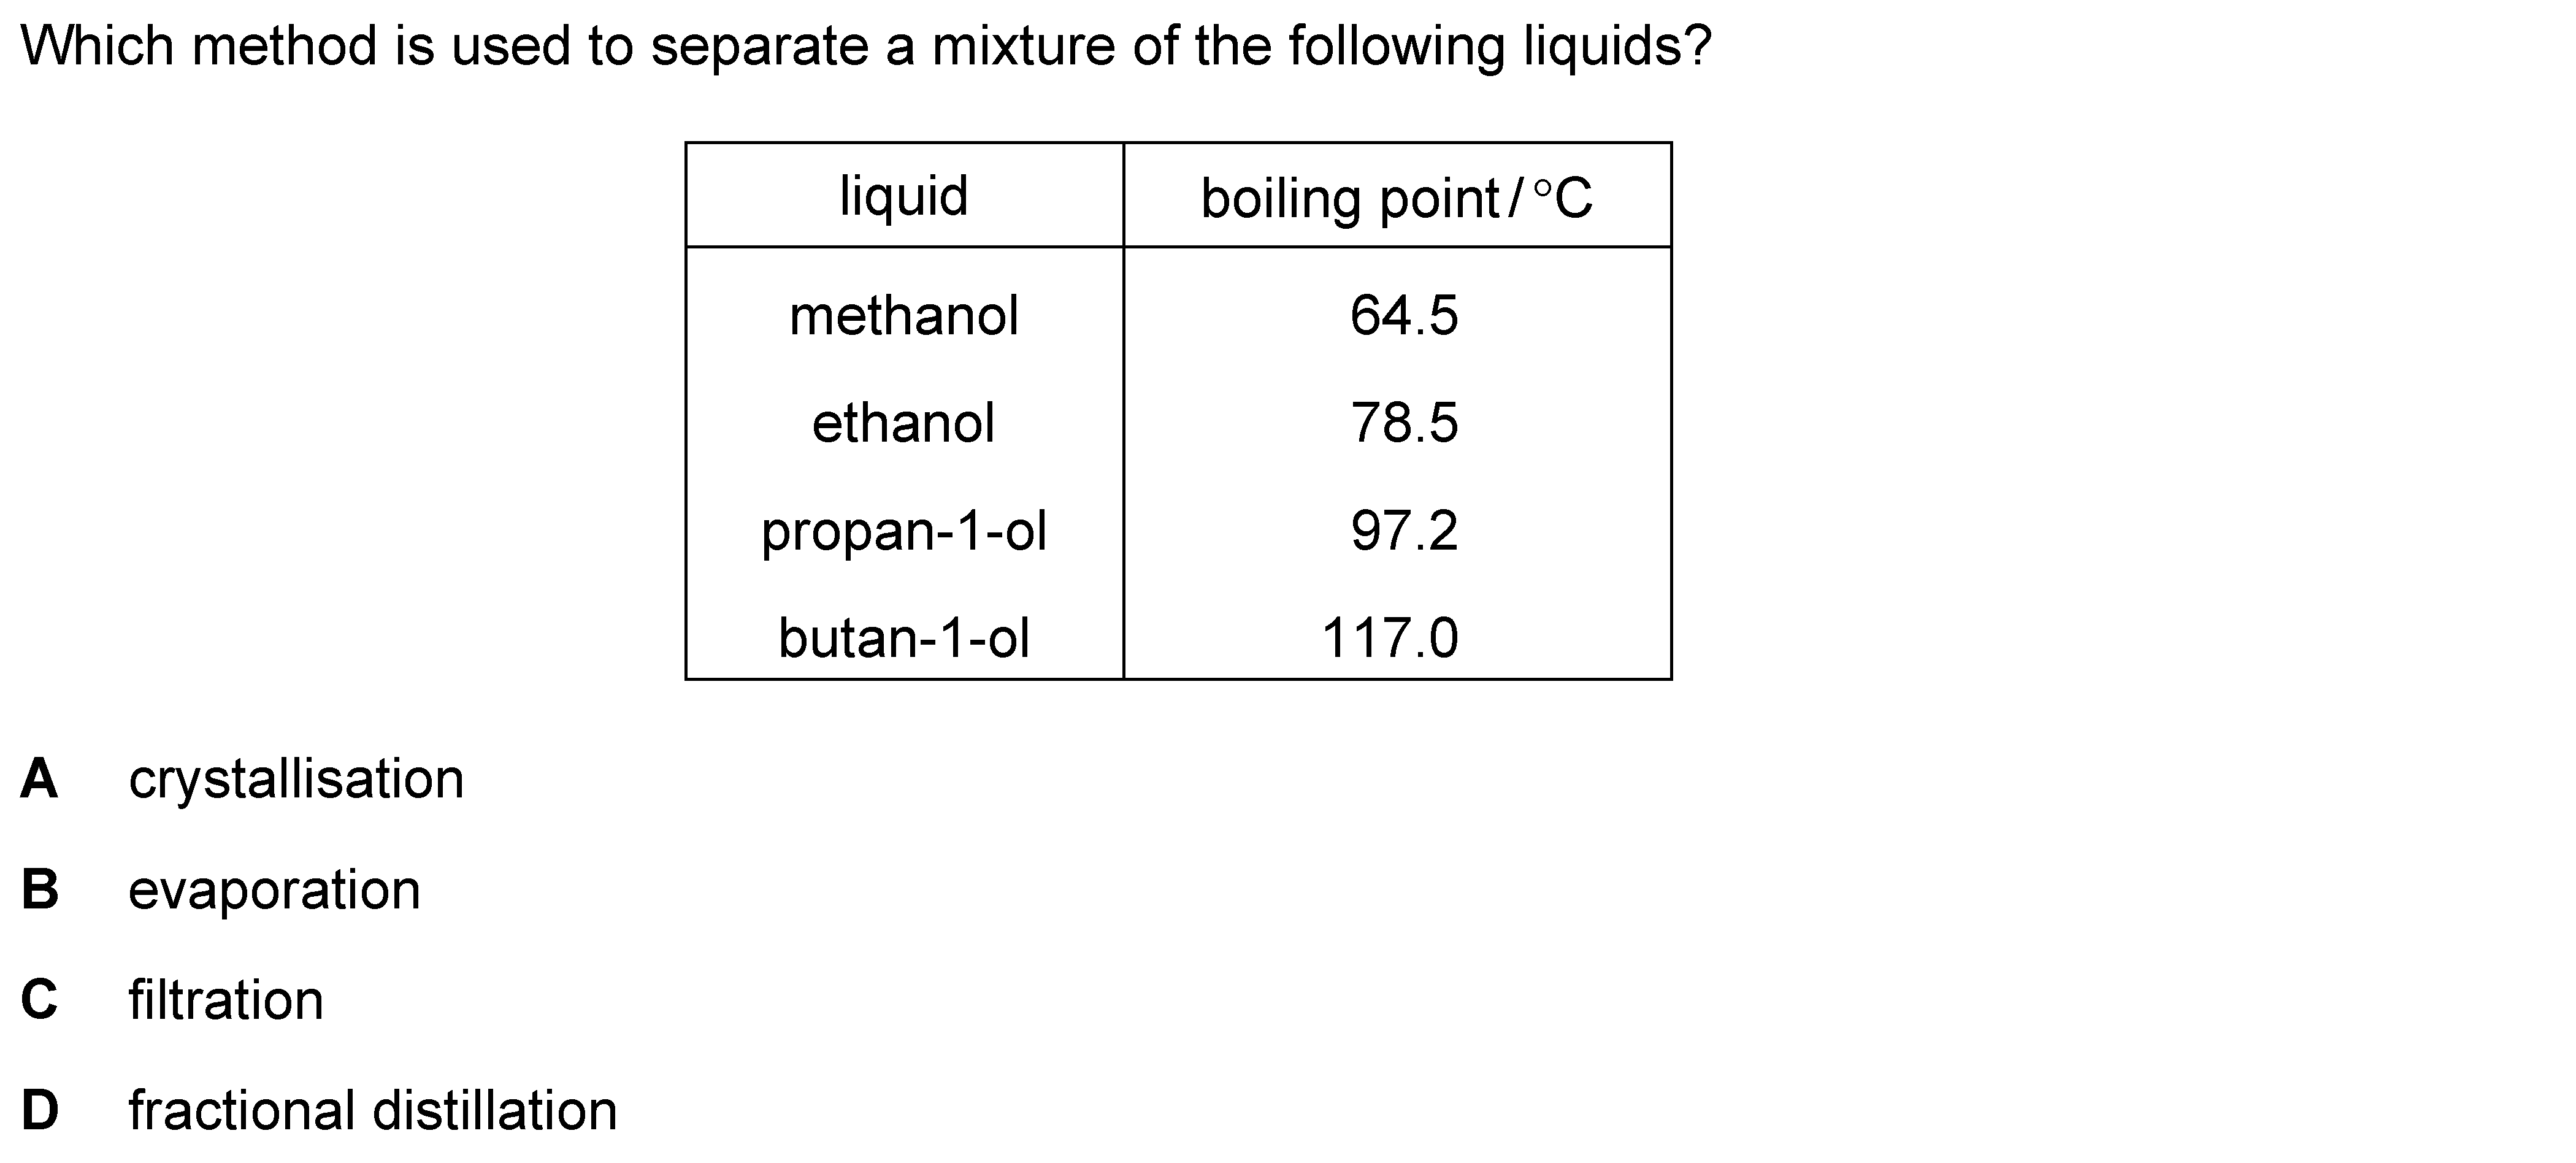 Which method is used to separate a mixture of the following liquids?
liquid boiling point / °C
methanol 64.5
ethanol 78.5
propan-1-ol 97.2
butan-1-ol 117.0
A crystallisation
B evaporation
C filtration
D fractional distillation